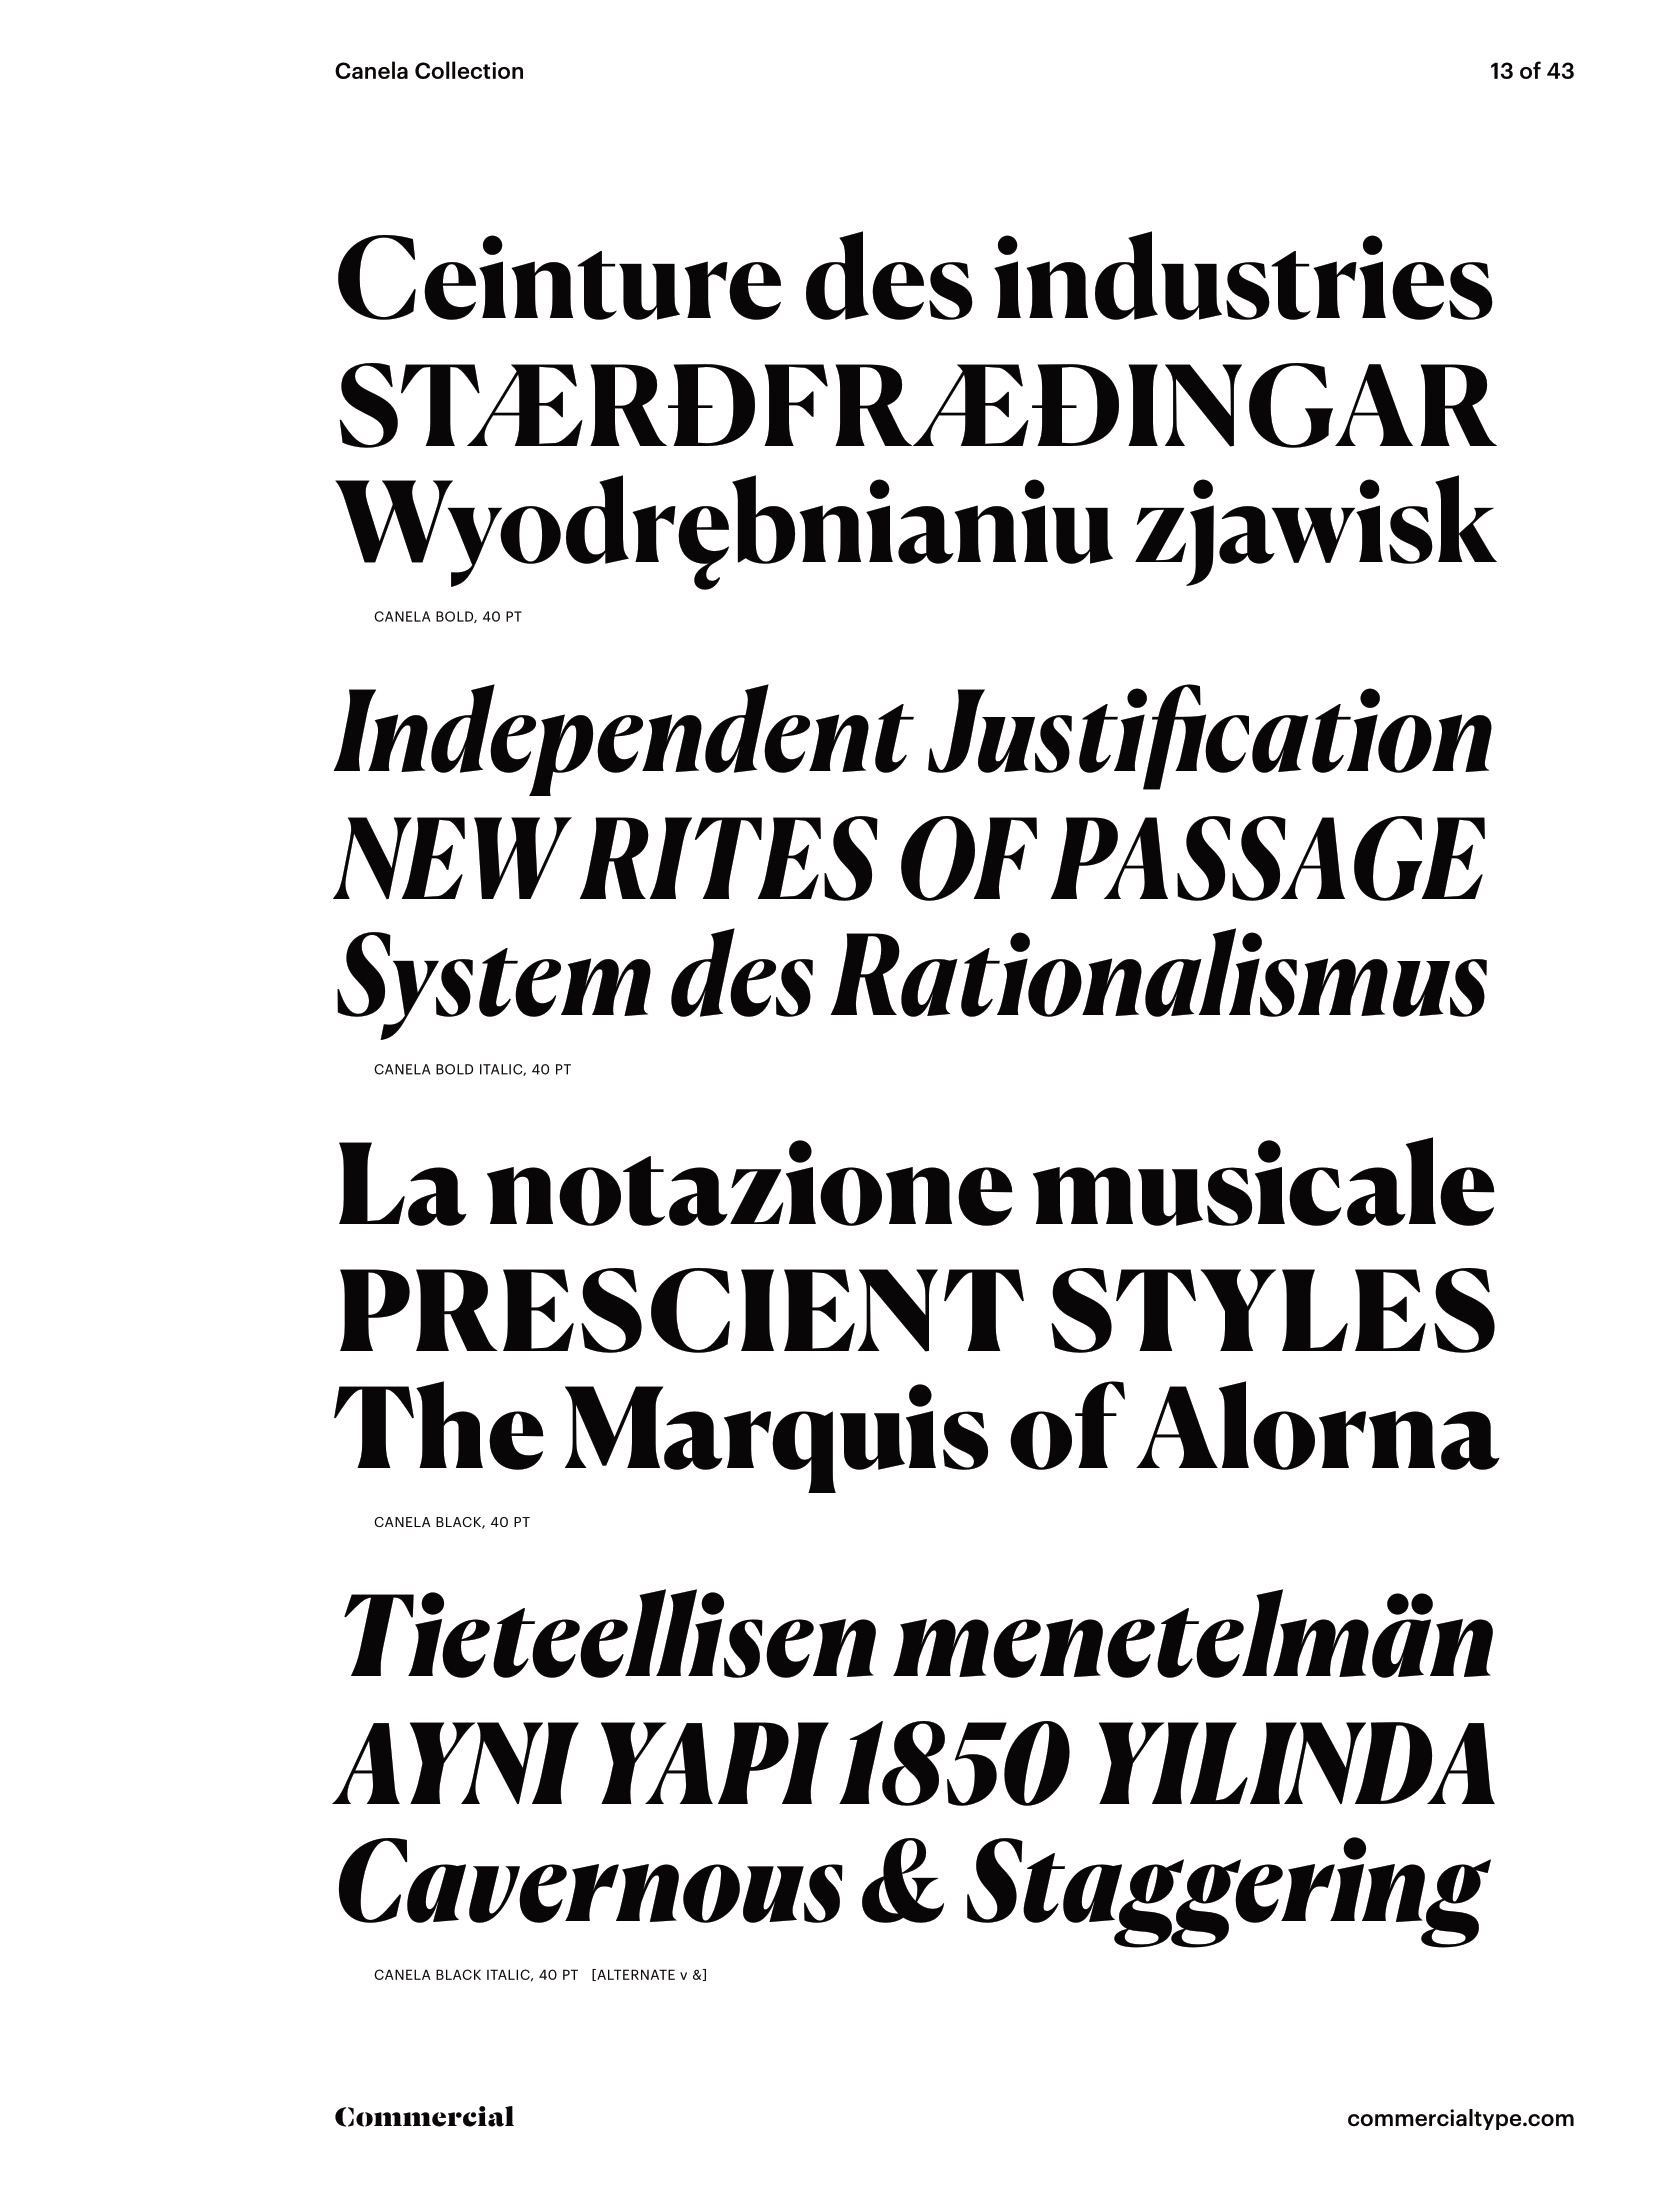 Canela Collection
13 of 43
Ceinture des industries
STÆRÐFRÆÐINGAR
Wyodrębnianiu zjawisk
CANELA BOLD, 40 PT
Independent Justification
NEW RITES OF PASSAGE
System des Rationalismus
CANELA BOLD ITALIC, 40 PT
La notazione musicale
PRESCIENT STYLES
The Marquis of Alorna
CANELA BLACK, 40 PT
Tieteellisen menetelmän
AYNI YAPI 1850 YILINDA
Cavernous & Staggering
CANELA BLACK ITALIC, 40 PT [ALTERNATE v &]
Commercial
commercialtype.com